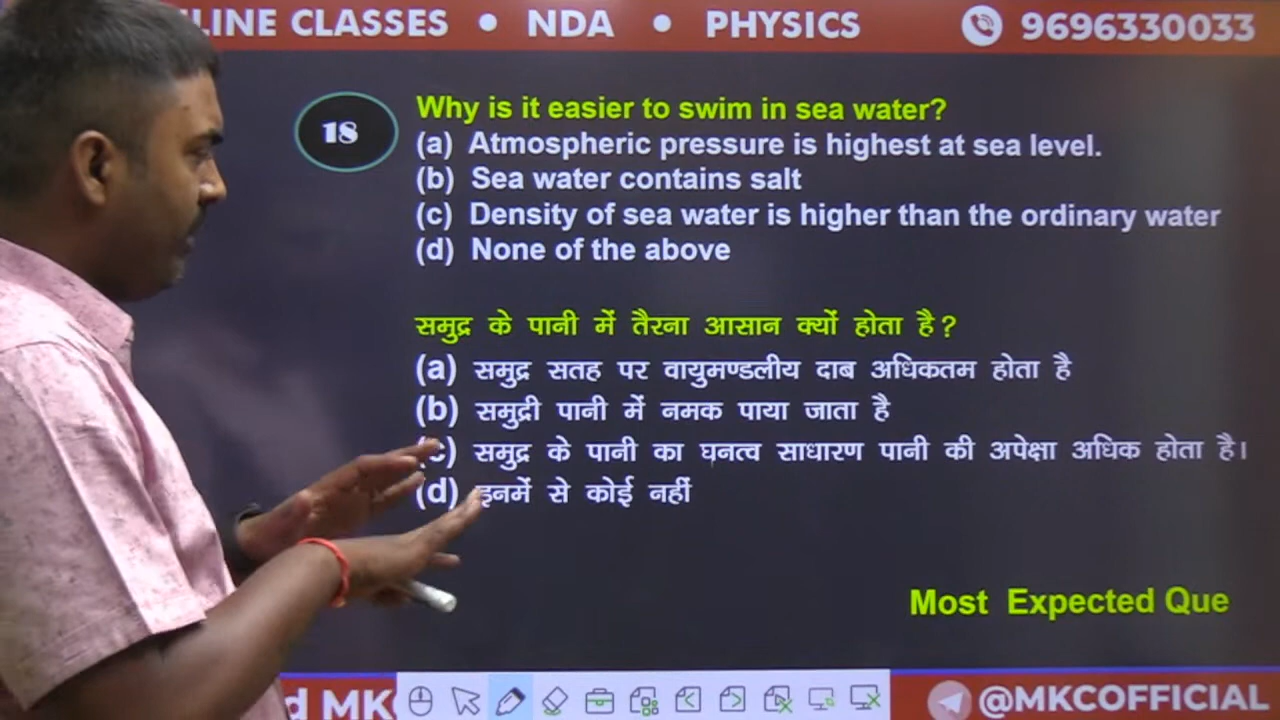 LINE CLASSES • NDA • PHYSICS 9696330033
18
Why is it easier to swim in sea water?
(a) Atmospheric pressure is highest at sea level.
(b) Sea water contains salt
(c) Density of sea water is higher than the ordinary water
(d) None of the above
समुद्र के पानी में तैरना आसान क्यों होता है?
(a) समुद्र सतह पर वायुमण्डलीय दाब अधिकतम होता है
(b) समुद्री पानी में नमक पाया जाता है
(c) समुद्र के पानी का घनत्व साधारण पानी की अपेक्षा अधिक होता है।
(d) इनमें से कोई नहीं
Most Expected Que
d MK
@MKCOFFICIAL